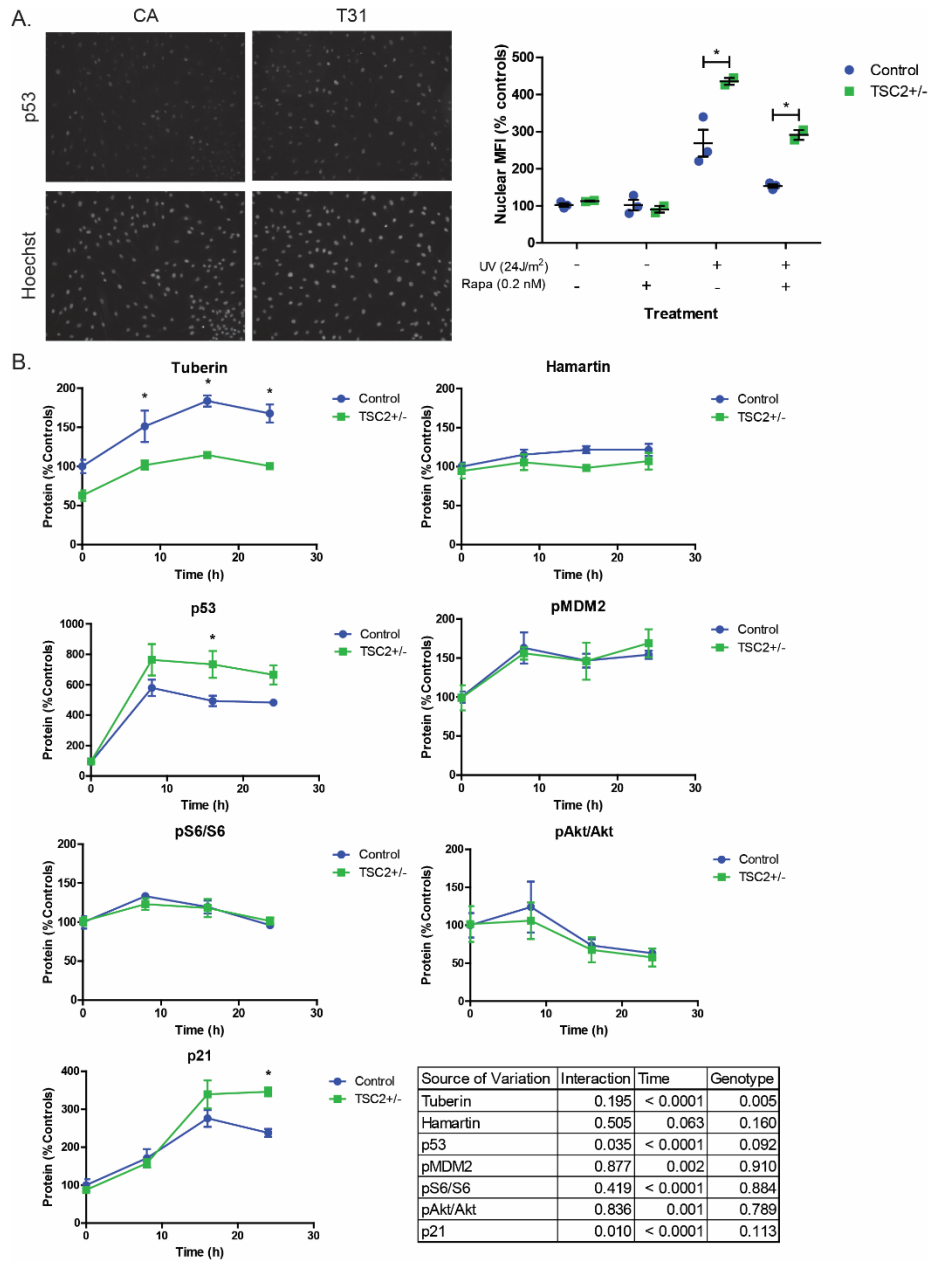 A.
CA T31
p53
Hoechst
Nuclear MFI (% controls)
500
400
300
200
100
0
* *
Control
TSC2+/-
UV (24J/m²) - - + +
Rapa (0.2 nM) - + - +
Treatment
B.
Tuberin
Protein (%Controls)
200
150
100
50
0
0 10 20 30
Time (h)
* * *
Control
TSC2+/-
Hamartin
Protein (%Controls)
200
150
100
50
0
0 10 20 30
Time (h)
Control
TSC2+/-
p53
Protein (%Controls)
1000
800
600
400
200
0
0 10 20 30
Time (h)
*
Control
TSC2+/-
pMDM2
Protein (%Controls)
200
150
100
50
0
0 10 20 30
Time (h)
Control
TSC2+/-
pS6/S6
Protein (%Controls)
200
150
100
50
0
0 10 20 30
Time (h)
Control
TSC2+/-
pAkt/Akt
Protein (%Controls)
200
150
100
50
0
0 10 20 30
Time (h)
Control
TSC2+/-
p21
Protein (%Controls)
400
300
200
100
0
0 10 20 30
Time (h)
*
Control
TSC2+/-
Source of Variation Interaction Time Genotype
Tuberin 0.195 < 0.0001 0.005
Hamartin 0.505 0.063 0.160
p53 0.035 < 0.0001 0.092
pMDM2 0.877 0.002 0.910
pS6/S6 0.419 < 0.0001 0.884
pAkt/Akt 0.836 0.001 0.789
p21 0.010 < 0.0001 0.113